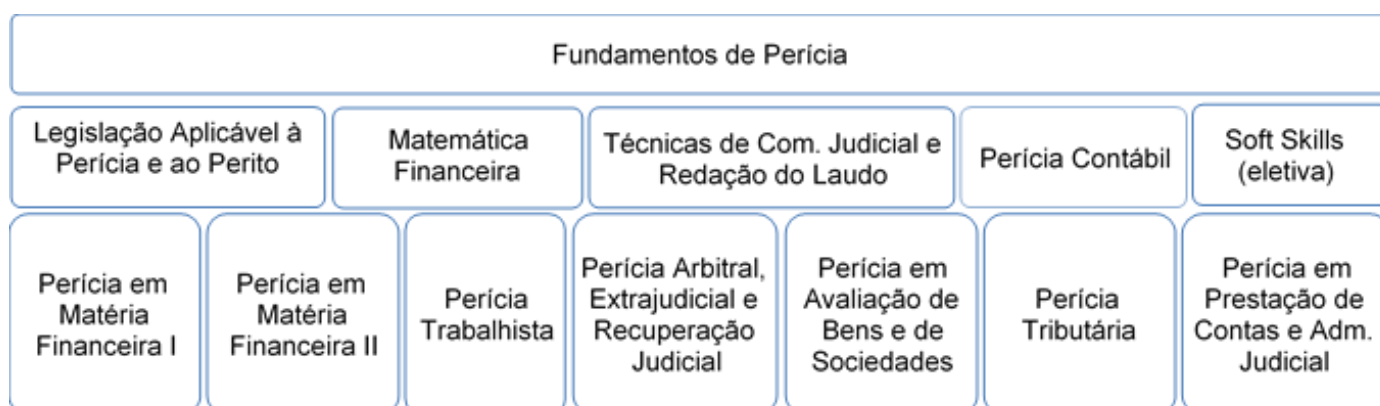 Fundamentos de Perícia
Legislação Aplicável à
Perícia e ao Perito
Matemática
Financeira
Técnicas de Com. Judicial e
Redação do Laudo
Perícia Contábil
Soft Skills
(eletiva)
Perícia em
Matéria
Financeira I
Perícia em
Matéria
Financeira II
Perícia
Trabalhista
Perícia Arbitral,
Extrajudicial e
Recuperação
Judicial
Perícia em
Avaliação de
Bens e de
Sociedades
Perícia
Tributária
Perícia em
Prestação de
Contas e Adm.
Judicial